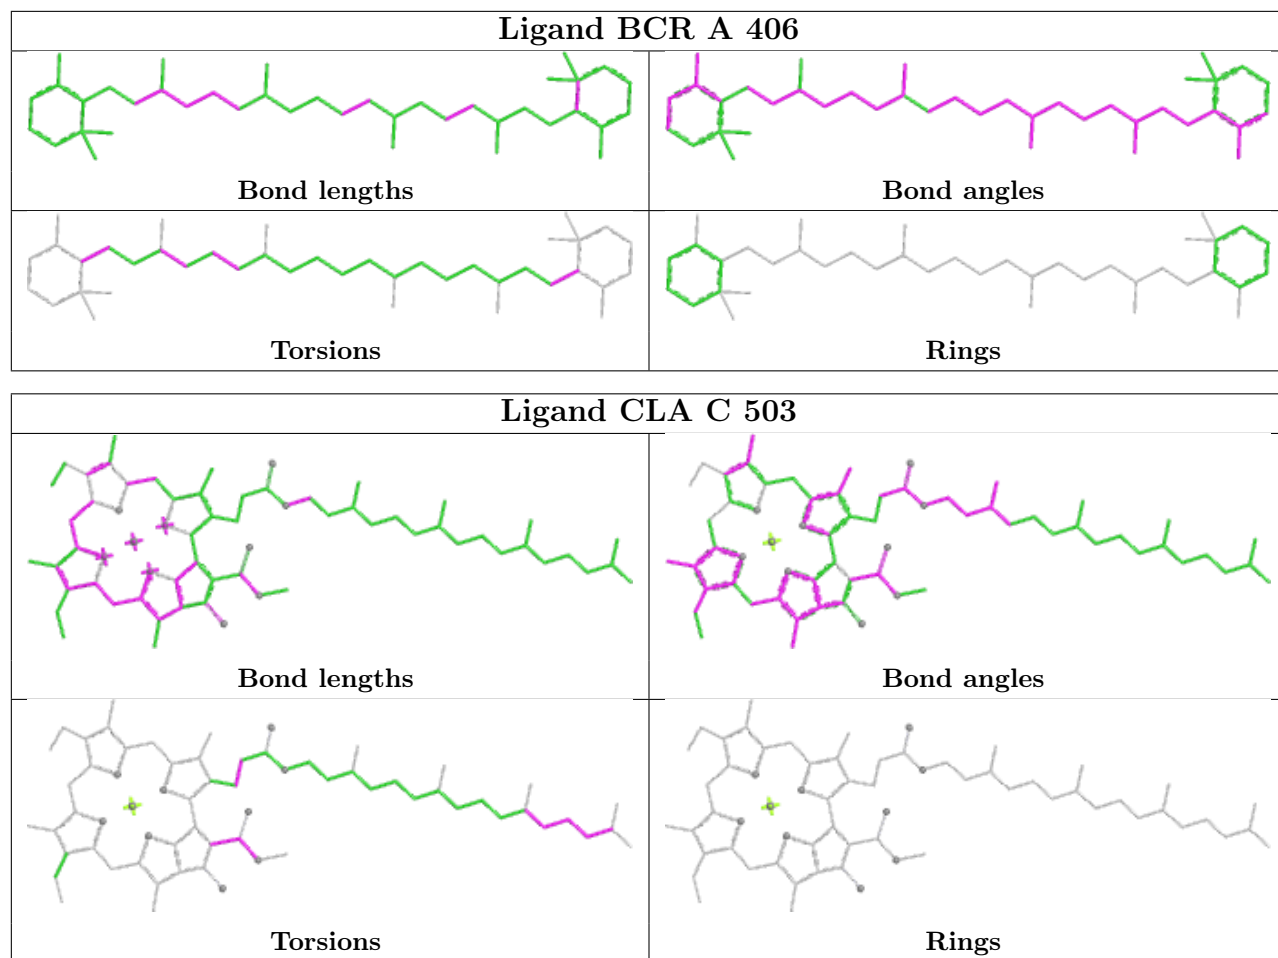 Ligand BCR A 406
Bond lengths
Bond angles
Torsions
Rings
Ligand CLA C 503
Bond lengths
Bond angles
Torsions
Rings